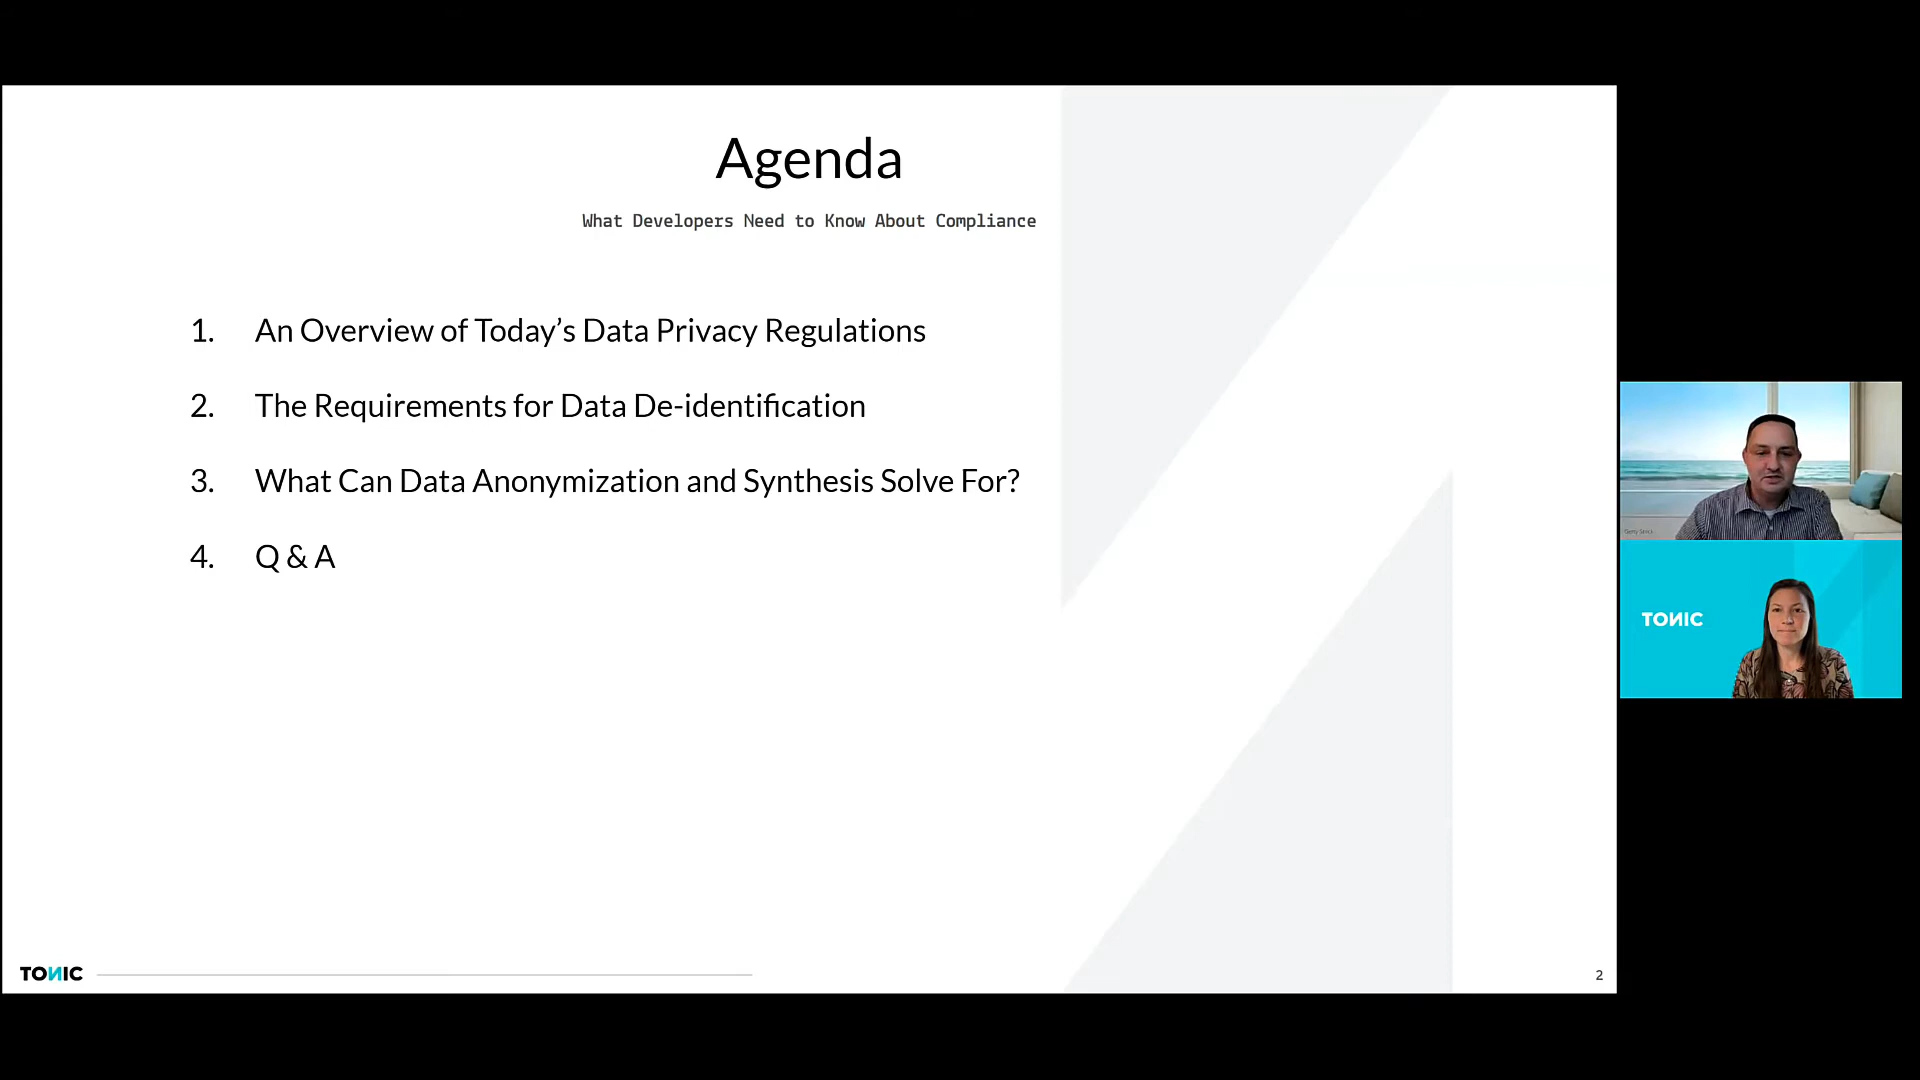 Agenda
What Developers Need to Know About Compliance
1. An Overview of Today’s Data Privacy Regulations
2. The Requirements for Data De-identification
3. What Can Data Anonymization and Synthesis Solve For?
4. Q & A
TONIC
2
TONIC